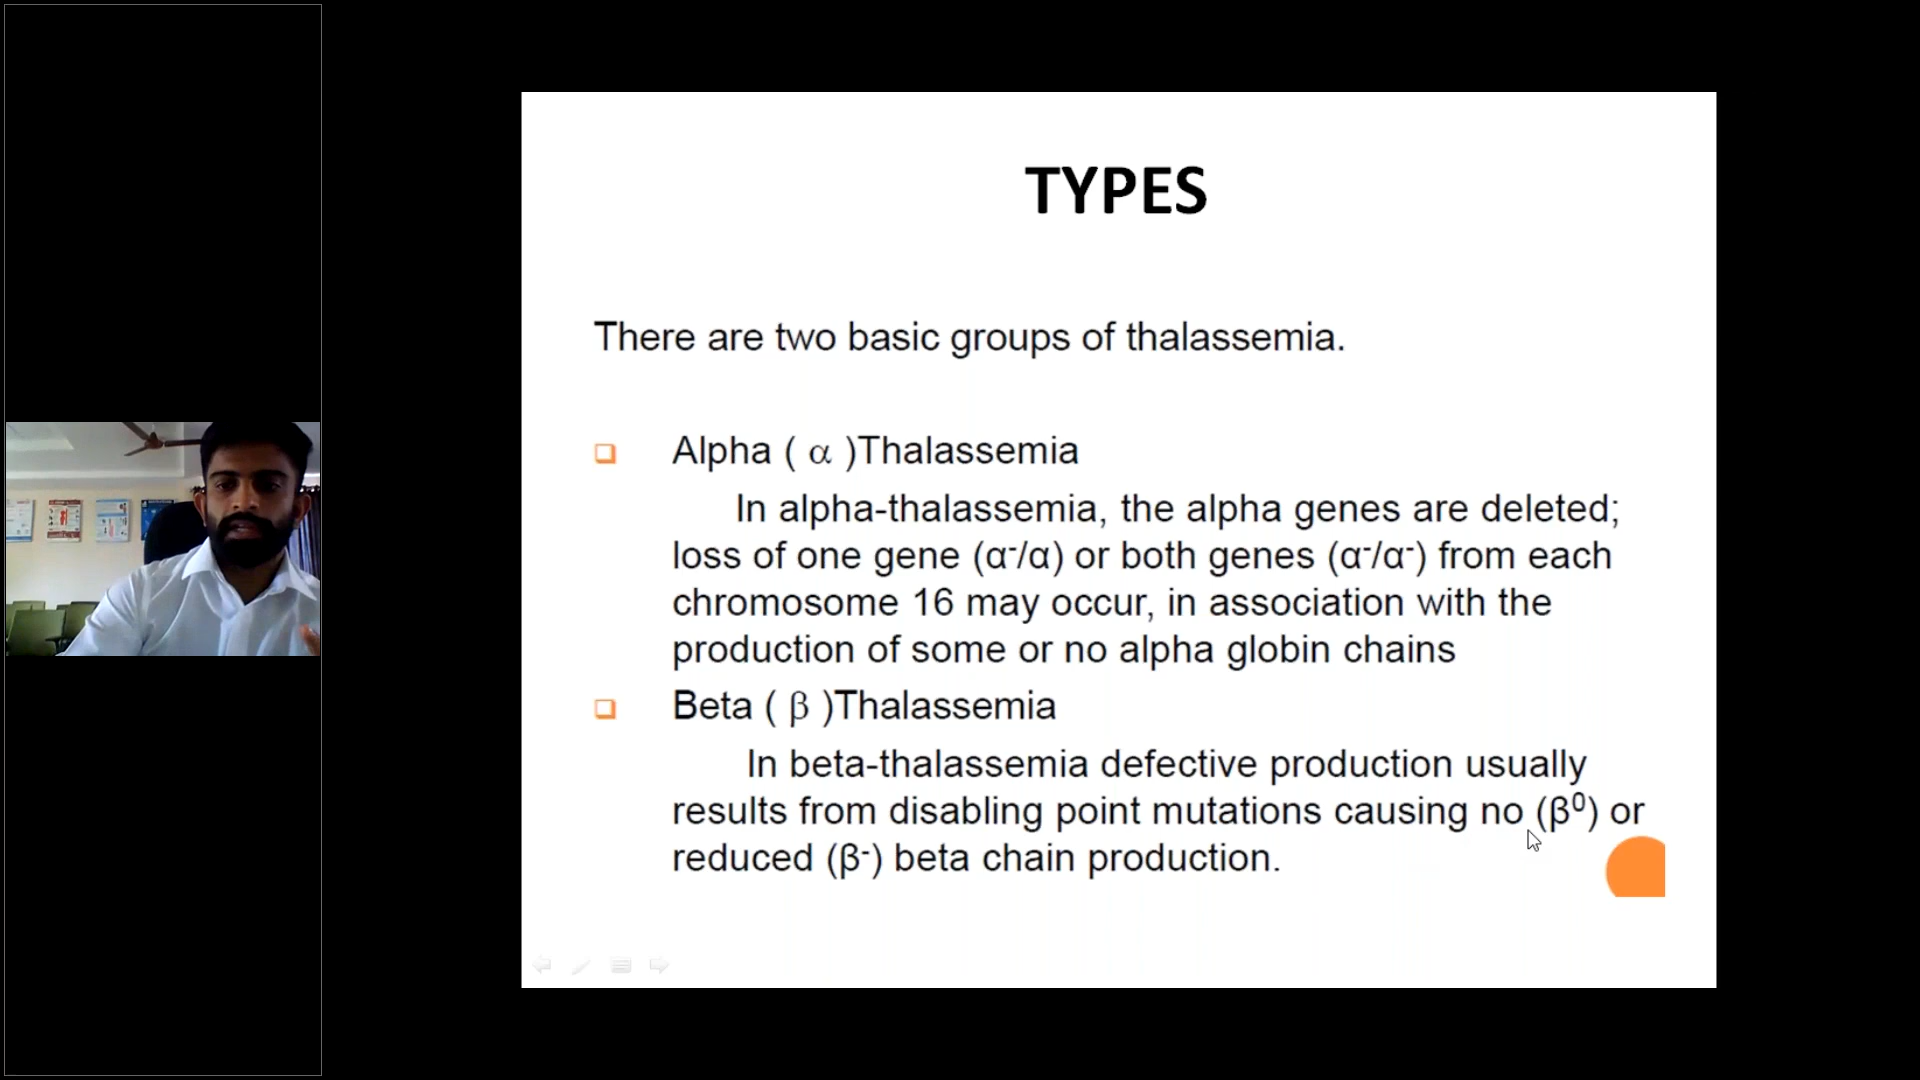 TYPES
There are two basic groups of thalassemia.
Alpha ( α )Thalassemia
In alpha-thalassemia, the alpha genes are deleted;
loss of one gene (α⁻/α) or both genes (α⁻/α⁻) from each
chromosome 16 may occur, in association with the
production of some or no alpha globin chains
Beta ( β )Thalassemia
In beta-thalassemia defective production usually
results from disabling point mutations causing no (β⁰) or
reduced (β⁻) beta chain production.